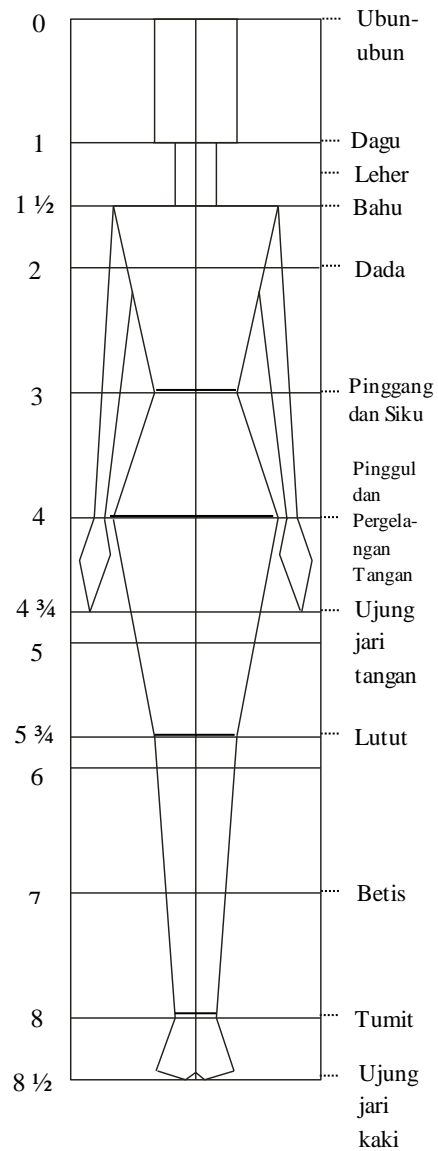 0
Ubun-
ubun
1
Dagu
Leher
1 ½
Bahu
2
Dada
3
Pinggang
dan Siku
Pinggul
dan
Pergela-
ngan
Tangan
4
4 ¾
Ujung
jari
tangan
5
5 ¾
Lutut
6
7
Betis
8
Tumit
8 ½
Ujung
jari
kaki